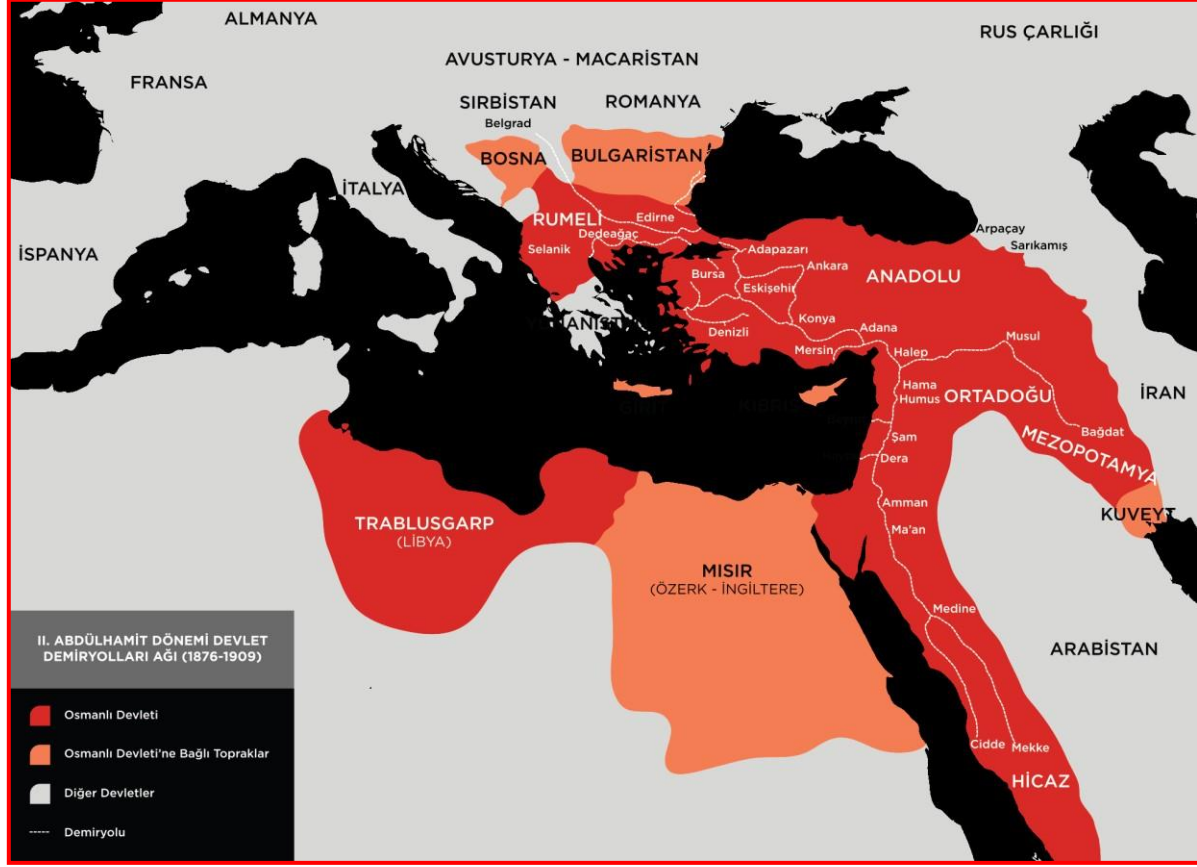 ALMANYA
RUS ÇARLIĞI
AVUSTURYA - MACARİSTAN
FRANSA
SIRBİSTAN
ROMANYA
Belgrad
BOSNA
BULGARİSTAN
İTALYA
İSPANYA
RUMELİ
Edirne
Dedeağaç
Selanik
Arpaçay
Sarıkamış
Adapazarı
Ankara
ANADOLU
Bursa
Eskişehir
Konya
Denizli
Adana
Mersin
Musul
Halep
Hama
Humus
ORTADOĞU
İRAN
GİRİT
KIBRIS
Şam
Bağdat
MEZOPOTAMYA
Dera
Amman
KUVEYT
Ma'an
TRABLUSGARP
(LİBYA)
MISIR
(ÖZERK - İNGİLTERE)
Medine
ARABİSTAN
Cidde
Mekke
HİCAZ
II. ABDÜLHAMİT DÖNEMİ DEVLET
DEMİRYOLLARI AĞI (1876-1909)
Osmanlı Devleti
Osmanlı Devleti'ne Bağlı Topraklar
Diğer Devletler
Demiryolu